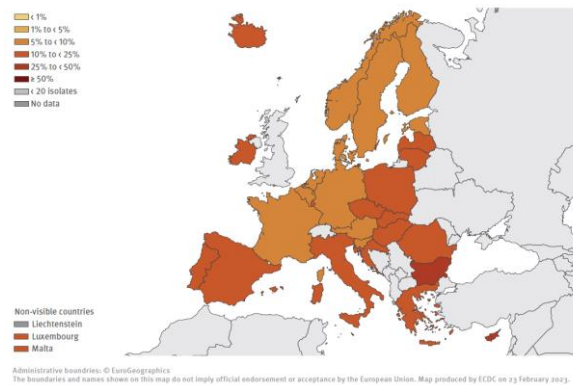 < 1%
1% to < 5%
5% to < 10%
10% to < 25%
25% to < 50%
≥ 50%
< 20 isolates
No data
Non-visible countries
Liechtenstein
Luxembourg
Malta
Administrative boundries: © EuroGeographics
The boundaries and names shown on this map do not imply official endorsement or acceptance by the European Union. Map produced by ECDC on 23 February 2023.